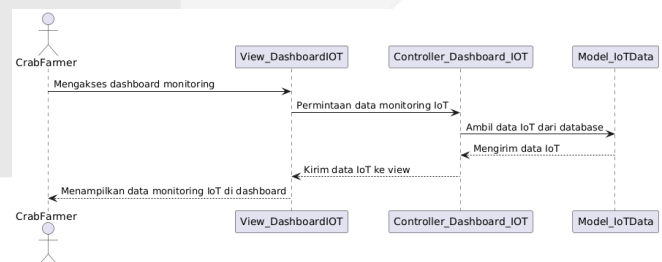 CrabFarmer
View_DashboardIOT
Controller_Dashboard_IOT
Model_IoTData
Mengakses dashboard monitoring
Permintaan data monitoring IoT
Ambil data IoT dari database
Mengirim data IoT
Kirim data IoT ke view
Menampilkan data monitoring IoT di dashboard
CrabFarmer
View_DashboardIOT
Controller_Dashboard_IOT
Model_IoTData